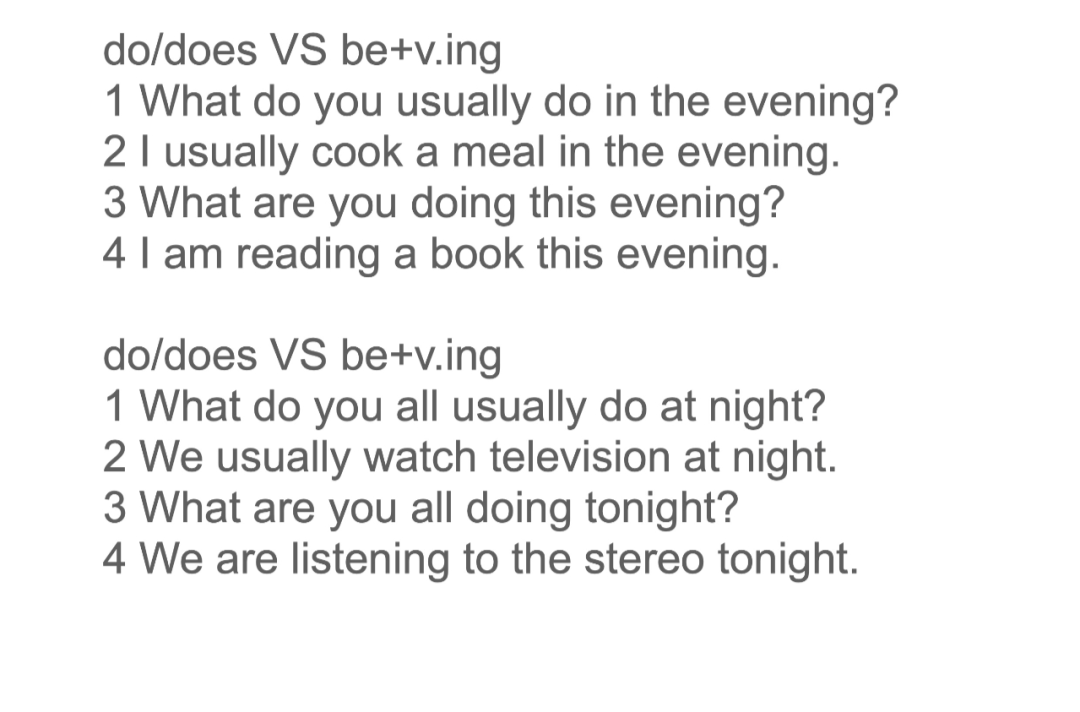 do/does VS be+v.ing
1 What do you usually do in the evening?
2 I usually cook a meal in the evening.
3 What are you doing this evening?
4 I am reading a book this evening.
do/does VS be+v.ing
1 What do you all usually do at night?
2 We usually watch television at night.
3 What are you all doing tonight?
4 We are listening to the stereo tonight.